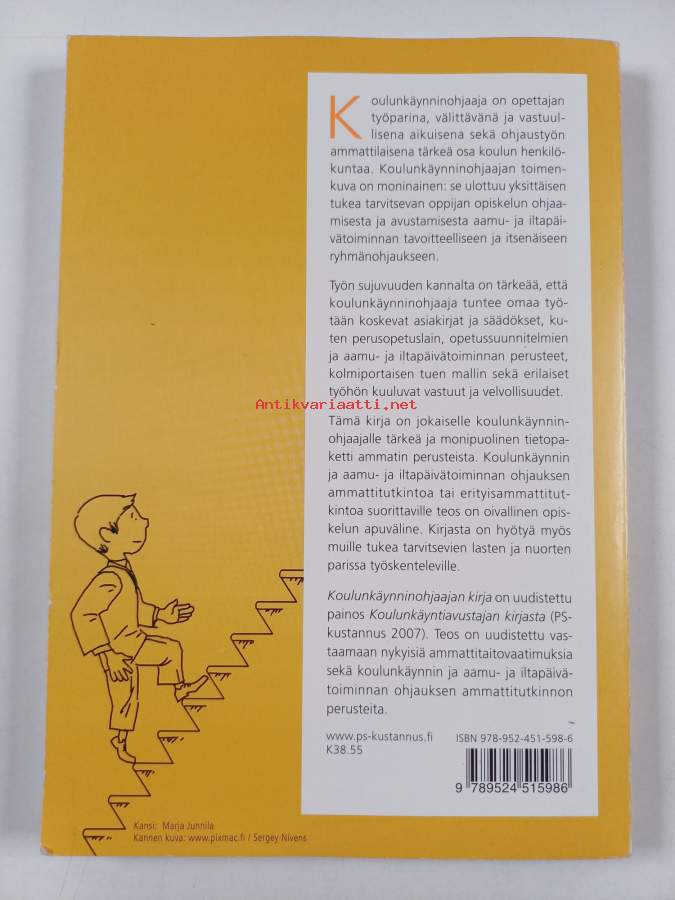 Koulunkäynninohjaaja on opettajan
työparina, välittävänä ja vastuul-
lisena aikuisena sekä ohjaustyön
ammattilaisena tärkeä osa koulun henkilö-
kuntaa. Koulunkäynninohjaajan toimen-
kuva on moninainen: se ulottuu yksittäisen
tukea tarvitsevan oppijan opiskelun ohjaa-
misesta ja avustamisesta aamu- ja iltapäi-
vätoiminnan tavoitteelliseen ja itsenäiseen
ryhmänohjaukseen.
Työn sujuvuuden kannalta on tärkeää, että
koulunkäynninohjaaja tuntee omaa työ-
tään koskevat asiakirjat ja säädökset, ku-
ten perusopetuslain, opetussuunnitelmien
ja aamu- ja iltapäivätoiminnan perusteet,
kolmiportaisen tuen mallin sekä erilaiset
työhön kuuluvat vastuut ja velvollisuudet.
Antikvariaatti.net
Tämä kirja on jokaiselle koulunkäynnin-
ohjaajalle tärkeä ja monipuolinen tietopa-
ketti ammatin perusteista. Koulunkäynnin
ja aamu- ja iltapäivätoiminnan ohjauksen
ammattitutkintoa tai erityisammattitut-
kintoa suorittaville teos on oivallinen opis-
kelun apuväline. Kirjasta on hyötyä myös
muille tukea tarvitsevien lasten ja nuorten
parissa työskenteleville.
Koulunkäynninohjaajan kirja on uudistettu
painos Koulunkäyntiavustajan kirjasta (PS-
kustannus 2007). Teos on uudistettu vas-
taamaan nykyisiä ammattitaitovaatimuksia
sekä koulunkäynnin ja aamu- ja iltapäivä-
toiminnan ohjauksen ammattitutkinnon
perusteita.
www.ps-kustannus.fi
K38.55
ISBN 978-952-451-598-6
9 789524 515986
Kansi: Marja Junnila
Kannen kuva: www.pixmac.fi / Sergey Nivens